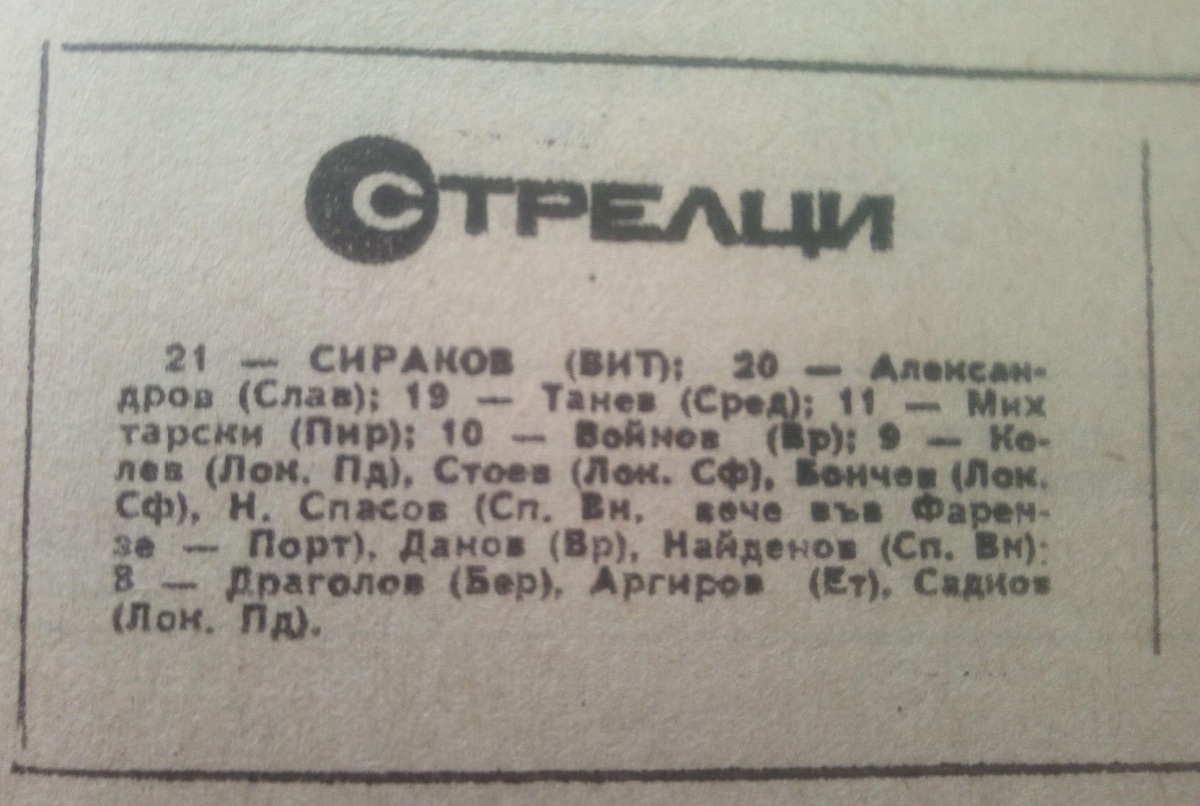 СТРЕЛЦИ
21 — СИРАКОВ (ВИТ); 20 — Алексан-
дров (Слав); 19 — Танев (Сред); 11 — Мих
тарски (Пир); 10 — Войнов (Вр); 9 — Ко-
лев (Лок. Пд), Стоев (Лок. Сф), Бончев (Лок.
Сф), Н. Спасов (Сп. Вн, вече във Фарен-
зе — Порт), Данов (Вр), Найденов (Сп. Вн);
8 — Драголов (Бер), Аргиров (Ет), Садков
(Лок. Пд).